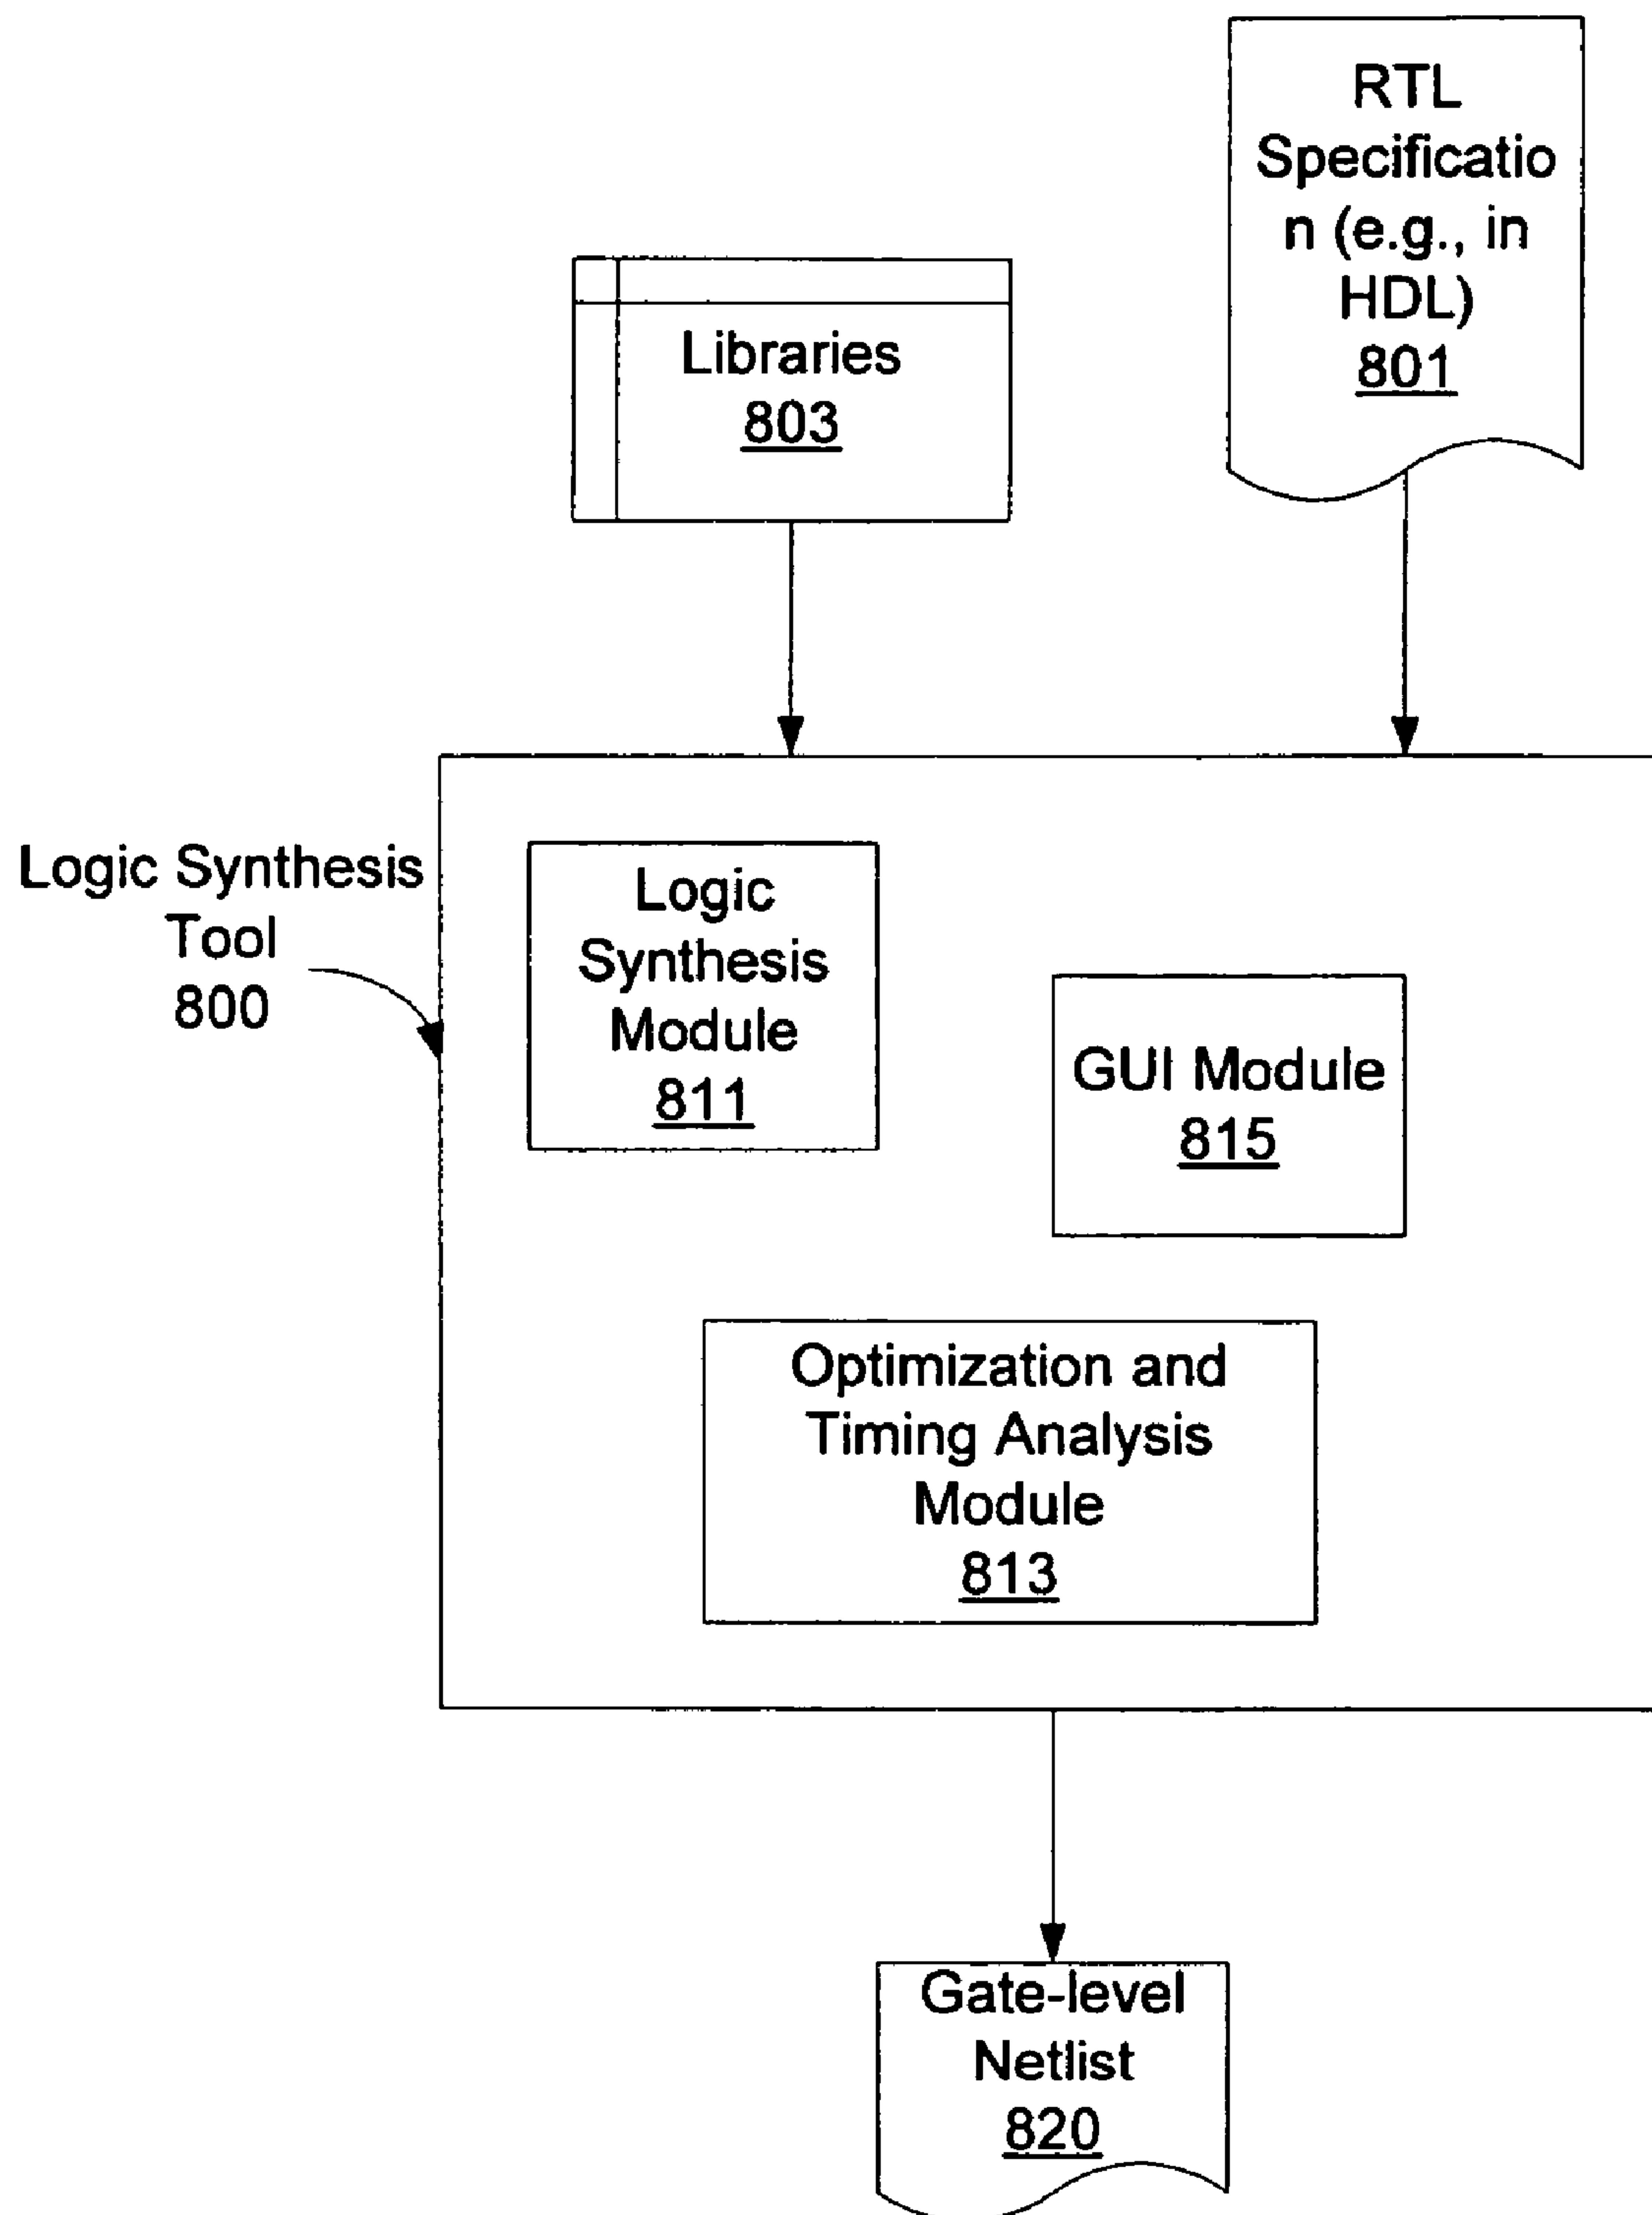 RTL
Specificatio
n (e.g., in
HDL)
801
Libraries
803
Logic Synthesis
Tool
800
Logic
Synthesis
Module
811
GUI Module
815
Optimization and
Timing Analysis
Module
813
Gate-level
Netlist
820